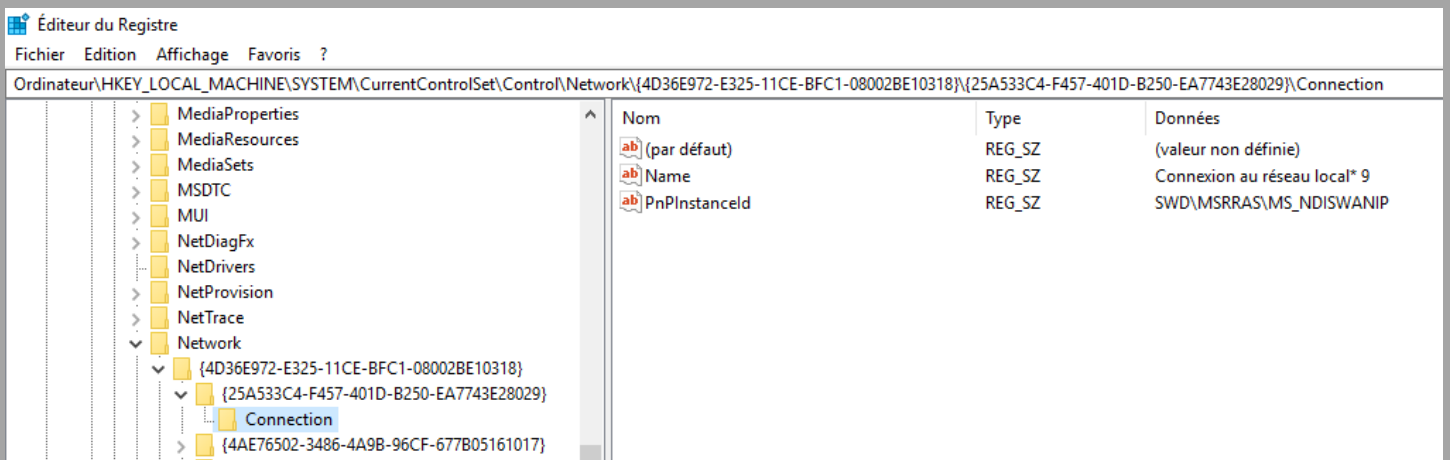 Éditeur du Registre
Fichier Edition Affichage Favoris ?
Ordinateur\HKEY_LOCAL_MACHINE\SYSTEM\CurrentControlSet\Control\Network\{4D36E972-E325-11CE-BFC1-08002BE10318}\{25A533C4-F457-401D-B250-EA7743E28029}\Connection
MediaProperties
MediaResources
MediaSets
MSDTC
MUI
NetDiagFx
NetDrivers
NetProvision
NetTrace
Network
{4D36E972-E325-11CE-BFC1-08002BE10318}
{25A533C4-F457-401D-B250-EA7743E28029}
Connection
{4AE76502-3486-4A9B-96CF-677B05161017}
Nom Type Données
ab (par défaut) REG_SZ (valeur non définie)
ab Name REG_SZ Connexion au réseau local* 9
ab PnPInstanceId REG_SZ SWD\MSRRAS\MS_NDISWANIP